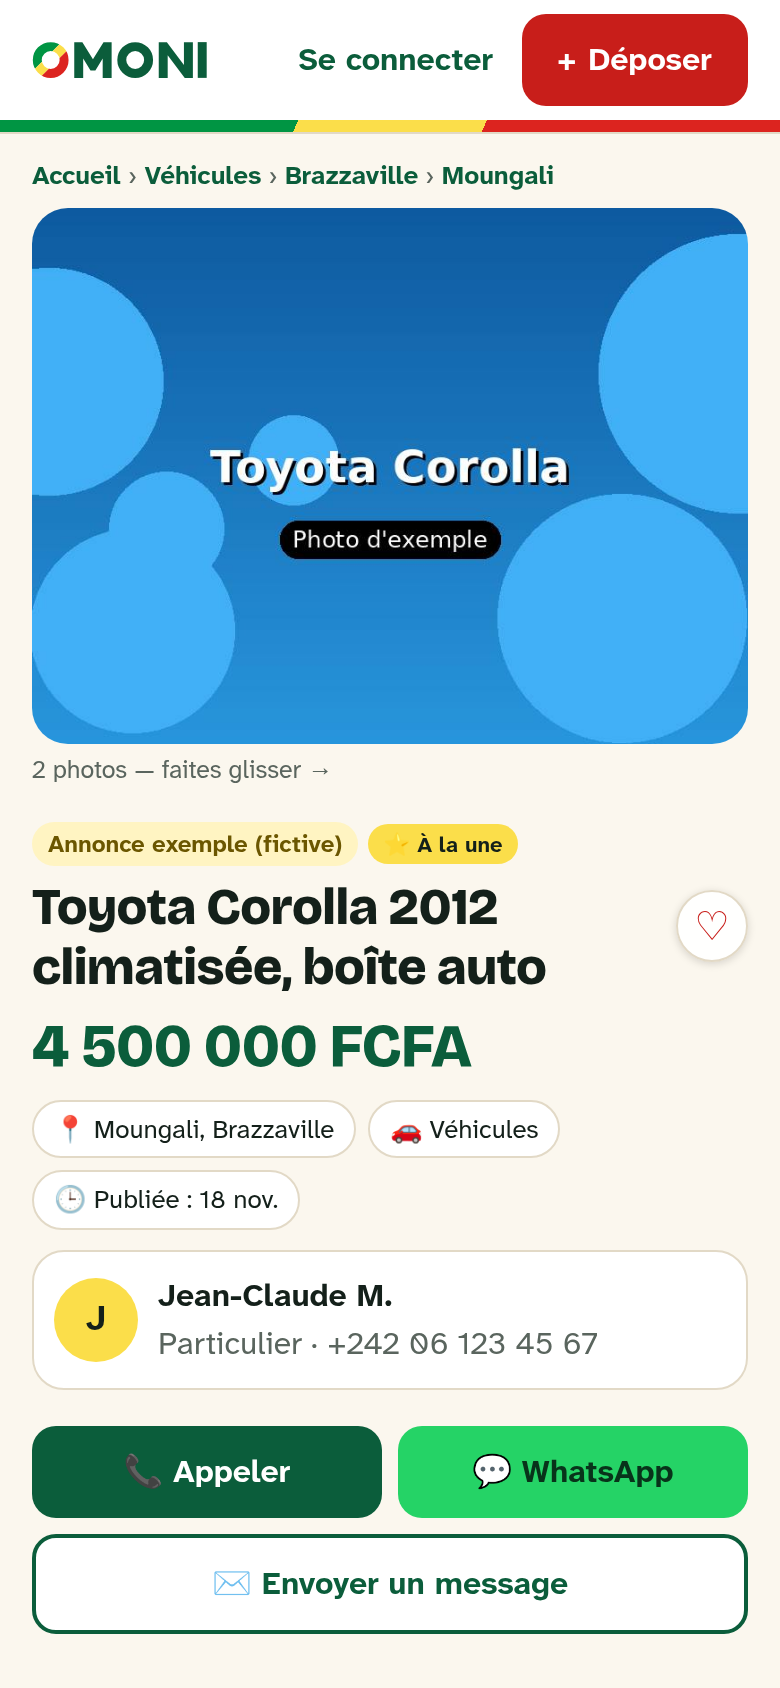 OMONI
Se connecter
+ Déposer
Accueil › Véhicules › Brazzaville › Moungali
Toyota Corolla
Photo d'exemple
2 photos — faites glisser →
Annonce exemple (fictive)
⭐ À la une
Toyota Corolla 2012
climatisée, boîte auto
♡
4 500 000 FCFA
📍 Moungali, Brazzaville
🚗 Véhicules
🕒 Publiée : 18 nov.
J
Jean-Claude M.
Particulier · +242 06 123 45 67
📞 Appeler
💬 WhatsApp
✉️ Envoyer un message